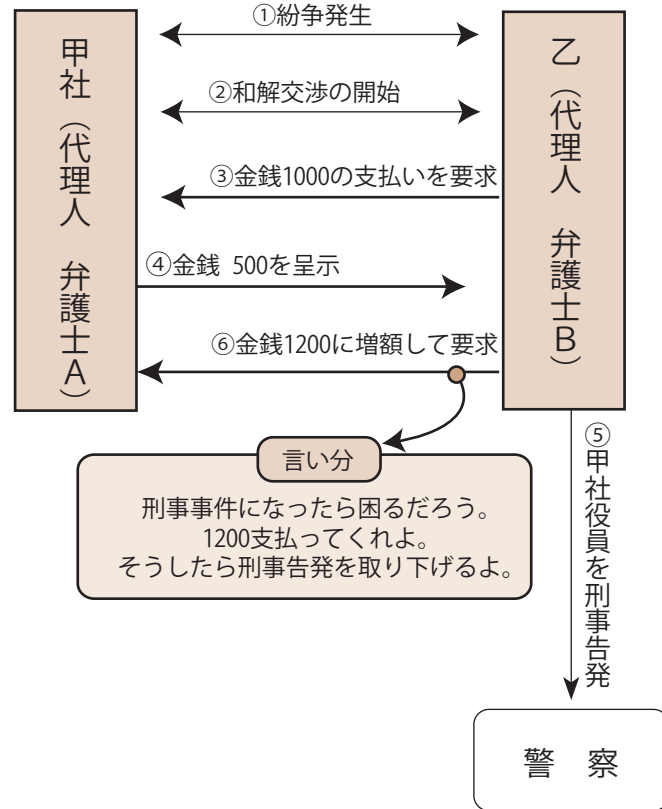 甲社（代理人　弁護士A）
乙（代理人　弁護士B）
①紛争発生
②和解交渉の開始
③金銭1000の支払いを要求
④金銭 500を呈示
⑥金銭1200に増額して要求
言い分
刑事事件になったら困るだろう。
1200支払ってくれよ。
そうしたら刑事告発を取り下げるよ。
⑤甲社役員を刑事告発
警　察